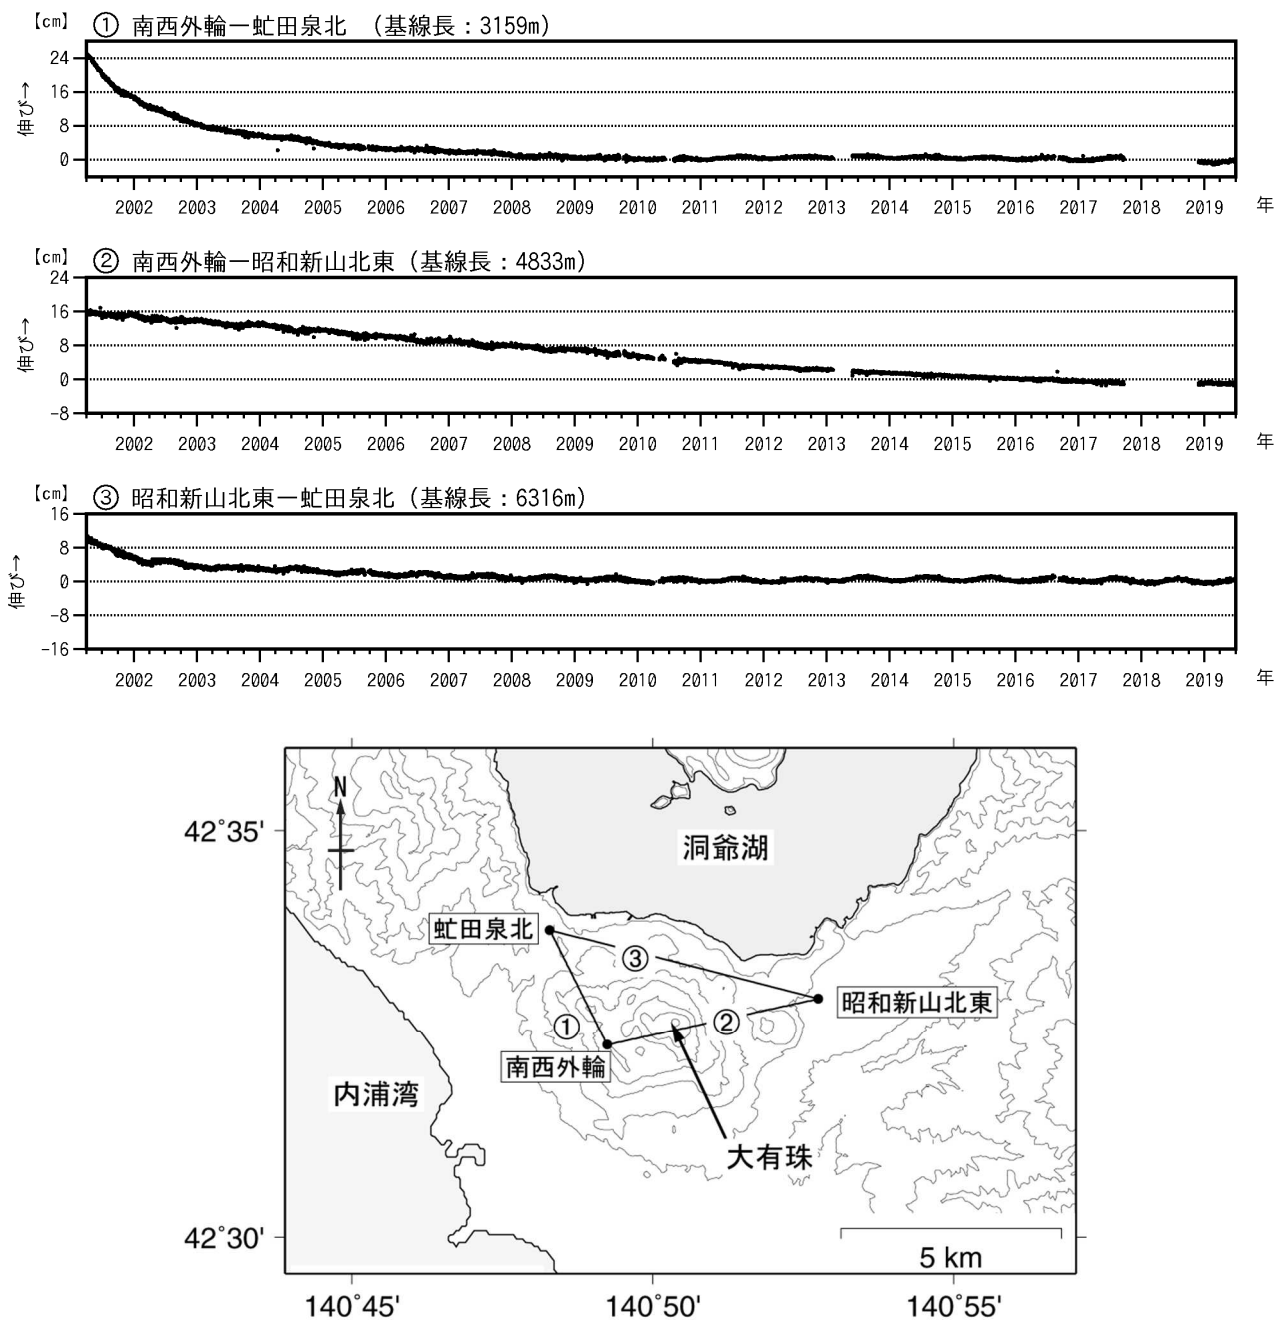 【cm】 ① 南西外輪ー虻田泉北 (基線長：3159m)
24
16
8
0
伸び→
2002 2003 2004 2005 2006 2007 2008 2009 2010 2011 2012 2013 2014 2015 2016 2017 2018 2019 年
【cm】 ② 南西外輪ー昭和新山北東 (基線長：4833m)
24
16
8
0
-8
伸び→
2002 2003 2004 2005 2006 2007 2008 2009 2010 2011 2012 2013 2014 2015 2016 2017 2018 2019 年
【cm】 ③ 昭和新山北東ー虻田泉北 (基線長：6316m)
16
8
0
-8
-16
伸び→
2002 2003 2004 2005 2006 2007 2008 2009 2010 2011 2012 2013 2014 2015 2016 2017 2018 2019 年
N
42°35'
洞爺湖
虻田泉北
③
昭和新山北東
①
②
南西外輪
内浦湾
大有珠
42°30'
5 km
140°45' 140°50' 140°55'